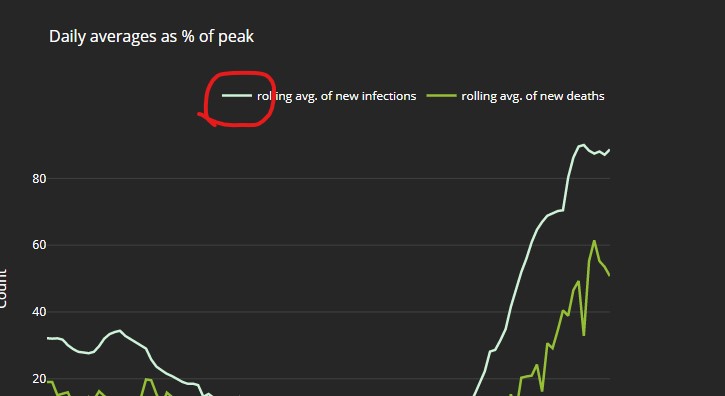 Daily averages as % of peak
rolling avg. of new infections
rolling avg. of new deaths
80
60
40
20
Count